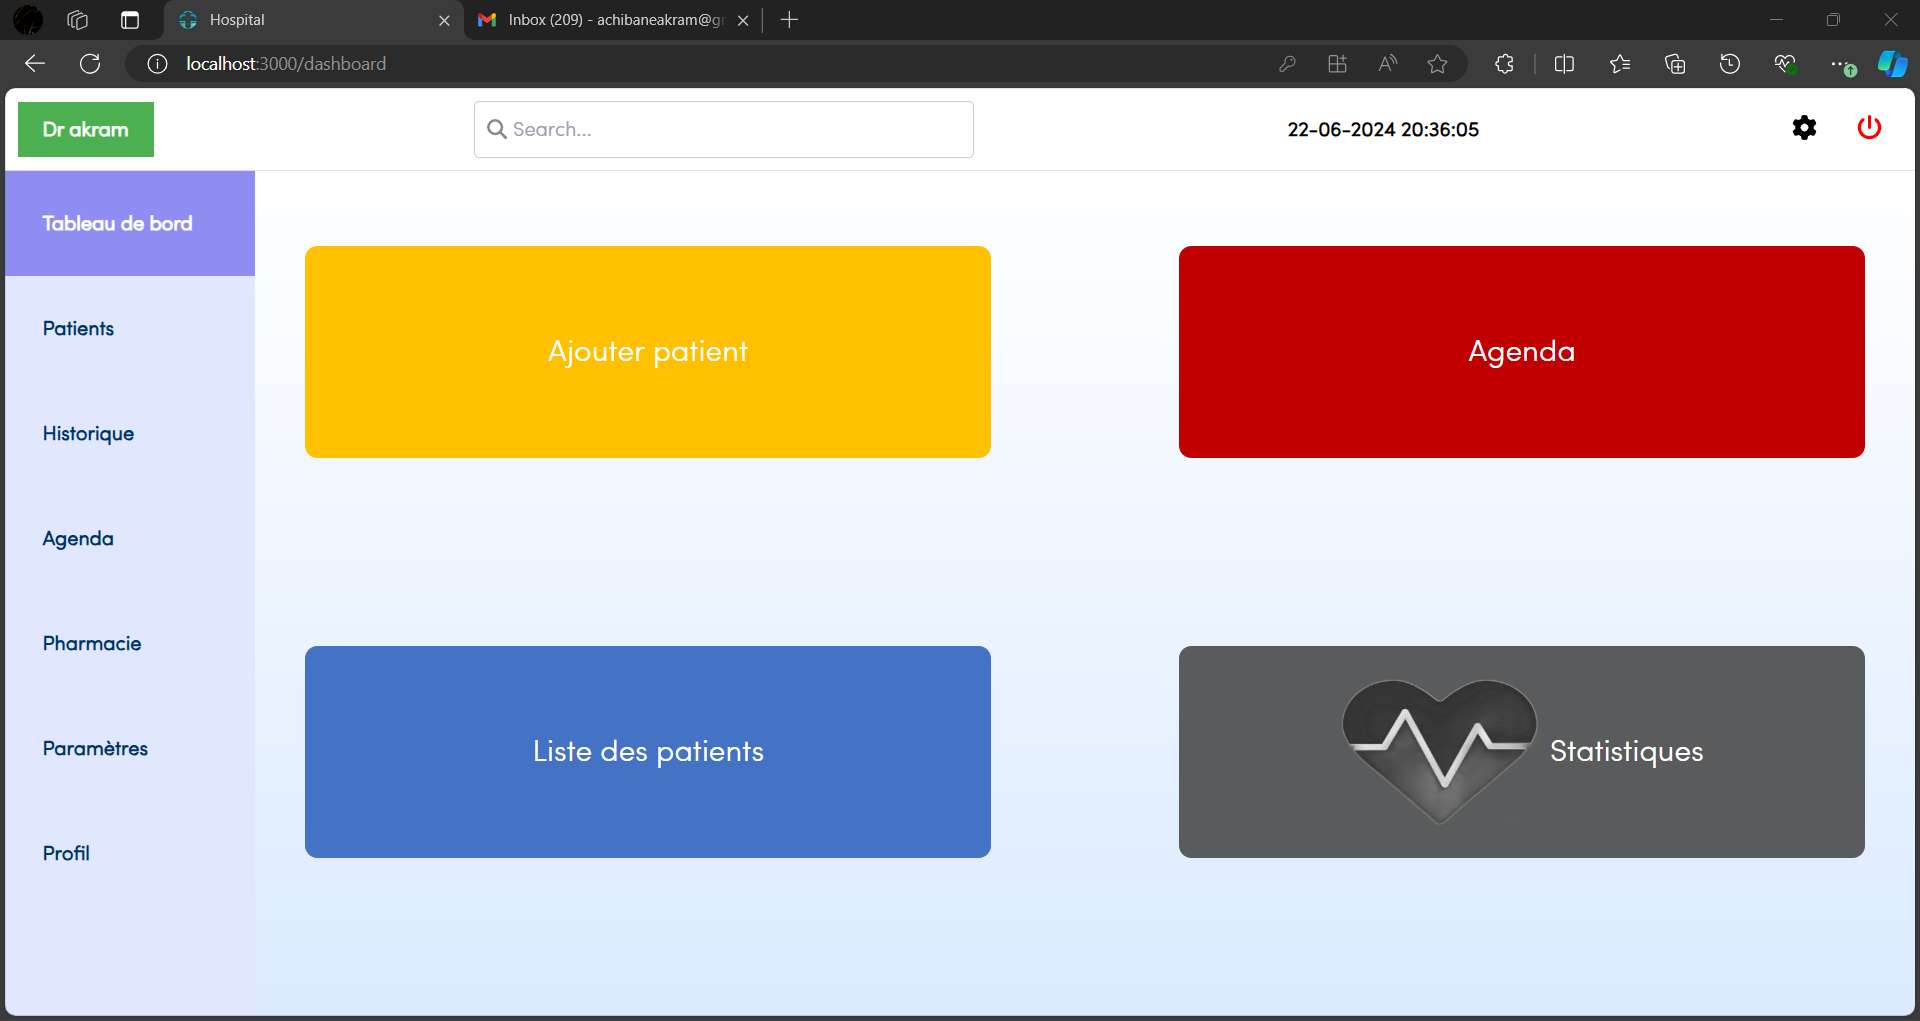 Hospital
Inbox (209) - achibaneakram@gr
localhost:3000/dashboard
Dr akram
Search...
22-06-2024 20:36:05
Tableau de bord
Patients
Historique
Agenda
Pharmacie
Paramètres
Profil
Ajouter patient
Agenda
Liste des patients
Statistiques